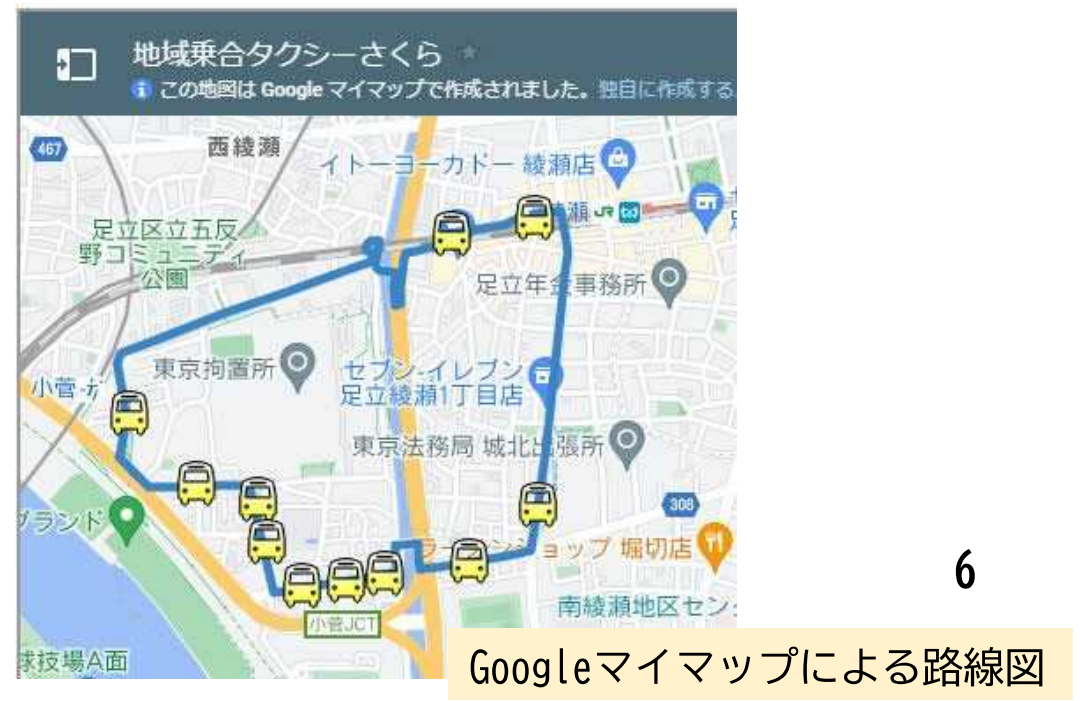 地域乗合タクシーさくら
この地図は Google マイマップで作成されました。独自に作成する。
467
西綾瀬
イトーヨーカドー 綾瀬店
足立区立五反
野コミュニティ
公園
瀬 JR
足立年金事務所
東京拘置所
セブン-イレブン
足立綾瀬1丁目店
小菅
東京法務局 城北出張所
308
グランド
ショップ 堀切店
6
南綾瀬地区セン
小菅JCT
球技場A面
Googleマイマップによる路線図